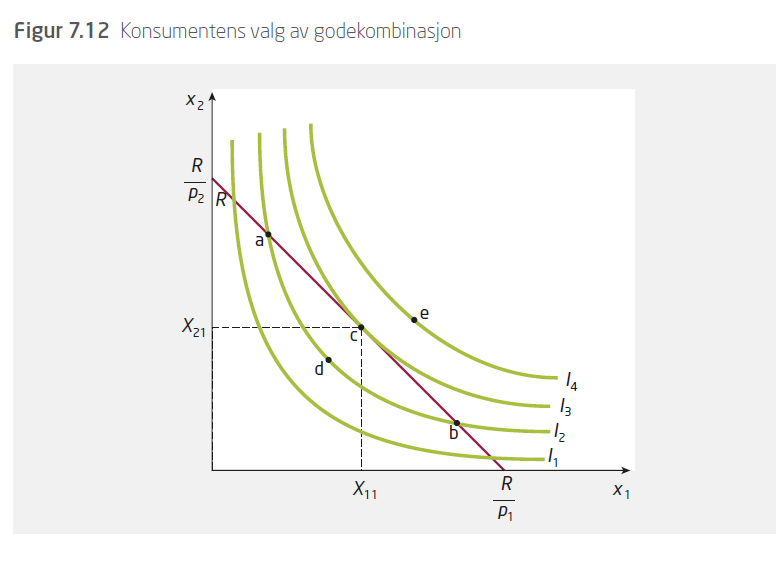 Figur 7.12 Konsumentens valg av godekombinasjon
x2
R
p2
R
a
X21
c
e
d
b
I4
I3
I2
I1
X11
R
p1
x1